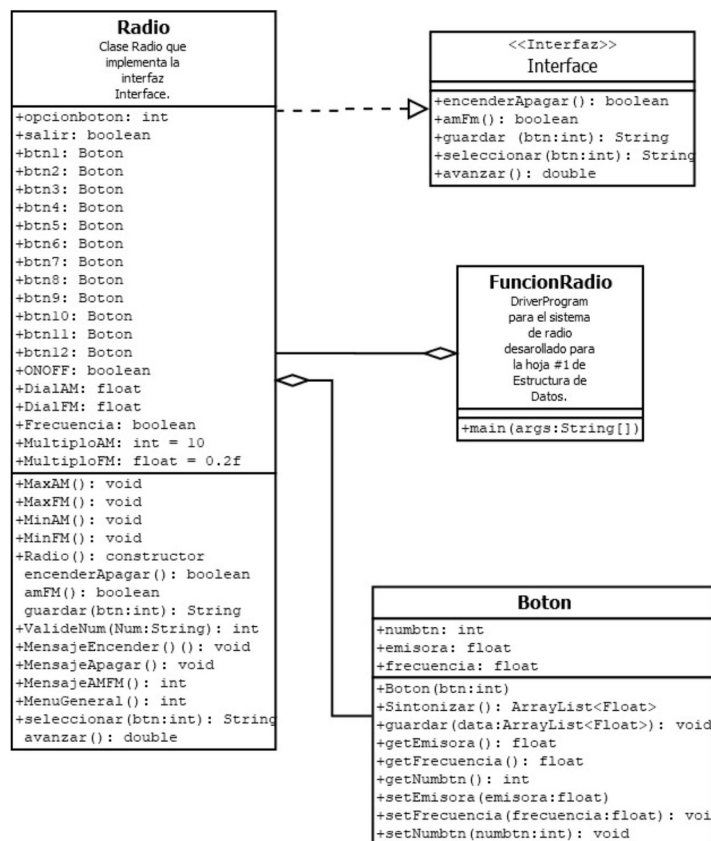 Radio
Clase Radio que
implementa la
interfaz
Interface.
+opcionboton: int
+salir: boolean
+btn1: Boton
+btn2: Boton
+btn3: Boton
+btn4: Boton
+btn5: Boton
+btn6: Boton
+btn7: Boton
+btn8: Boton
+btn9: Boton
+btn10: Boton
+btn11: Boton
+btn12: Boton
+ONOFF: boolean
+DialAM: float
+DialFM: float
+Frecuencia: boolean
+MultiploAM: int = 10
+MultiploFM: float = 0.2f
+MaxAM(): void
+MaxFM(): void
+MinAM(): void
+MinFM(): void
+Radio(): constructor
encenderApagar(): boolean
amFM(): boolean
guardar(btn:int): String
+ValideNum(Num:String): int
+MensajeEncender()(): void
+MensajeApagar(): void
+MensajeAMFM(): int
+MenuGeneral(): int
+seleccionar(btn:int): String
avanzar(): double
<<Interfaz>>
Interface
+encenderApagar(): boolean
+amFm(): boolean
+guardar (btn:int): String
+seleccionar(btn:int): String
+avanzar(): double
FuncionRadio
DriverProgram
para el sistema
de radio
desarollado para
la hoja #1 de
Estructura de
Datos.
+main(args:String[])
Boton
+numbtn: int
+emisora: float
+frecuencia: float
+Boton(btn:int)
+Sintonizar(): ArrayList<Float>
+guardar(data:ArrayList<Float>): void
+getEmisora(): float
+getFrecuencia(): float
+getNumbtn(): int
+setEmisora(emisora:float)
+setFrecuencia(frecuencia:float): voi
+setNumbtn(numbtn:int): void